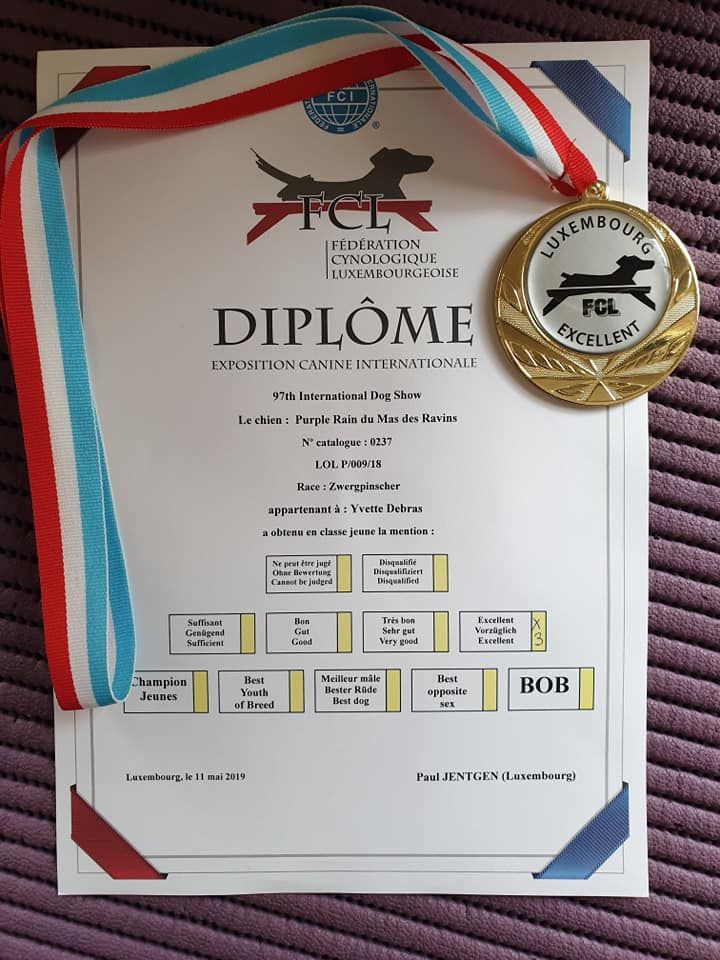 FCI
FCL
FÉDÉRATION
CYNOLOGIQUE
LUXEMBOURGEOISE
LUXEMBOURG
FCL
EXCELLENT
DIPLÔME
EXPOSITION CANINE INTERNATIONALE
97th International Dog Show
Le chien : Purple Rain du Mas des Ravins
N° catalogue : 0237
LOL P/009/18
Race : Zwergpinscher
appartenant à : Yvette Debras
a obtenu en classe jeune la mention :
Ne peut être jugé
Ohne Bewertung
Cannot be judged
Disqualifié
Disqualifiziert
Disqualified
Suffisant
Genügend
Sufficient
Bon
Gut
Good
Très bon
Sehr gut
Very good
Excellent
Vorzüglich
Excellent
X
3
Champion
Jeunes
Best
Youth
of Breed
Meilleur mâle
Bester Rüde
Best dog
Best
opposite
sex
BOB
Luxembourg, le 11 mai 2019
Paul JENTGEN (Luxembourg)